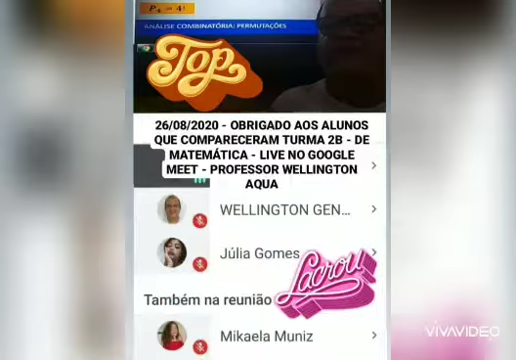 P₄ = 4!
ANÁLISE COMBINATÓRIA: PERMUTAÇÕES
Top
26/08/2020 - OBRIGADO AOS ALUNOS
QUE COMPARECERAM TURMA 2B - DE
MATEMÁTICA - LIVE NO GOOGLE
MEET - PROFESSOR WELLINGTON
AQUA
WELLINGTON GEN...
Júlia Gomes
Lacrou
Também na reunião
Mikaela Muniz
VIVAVIDEO